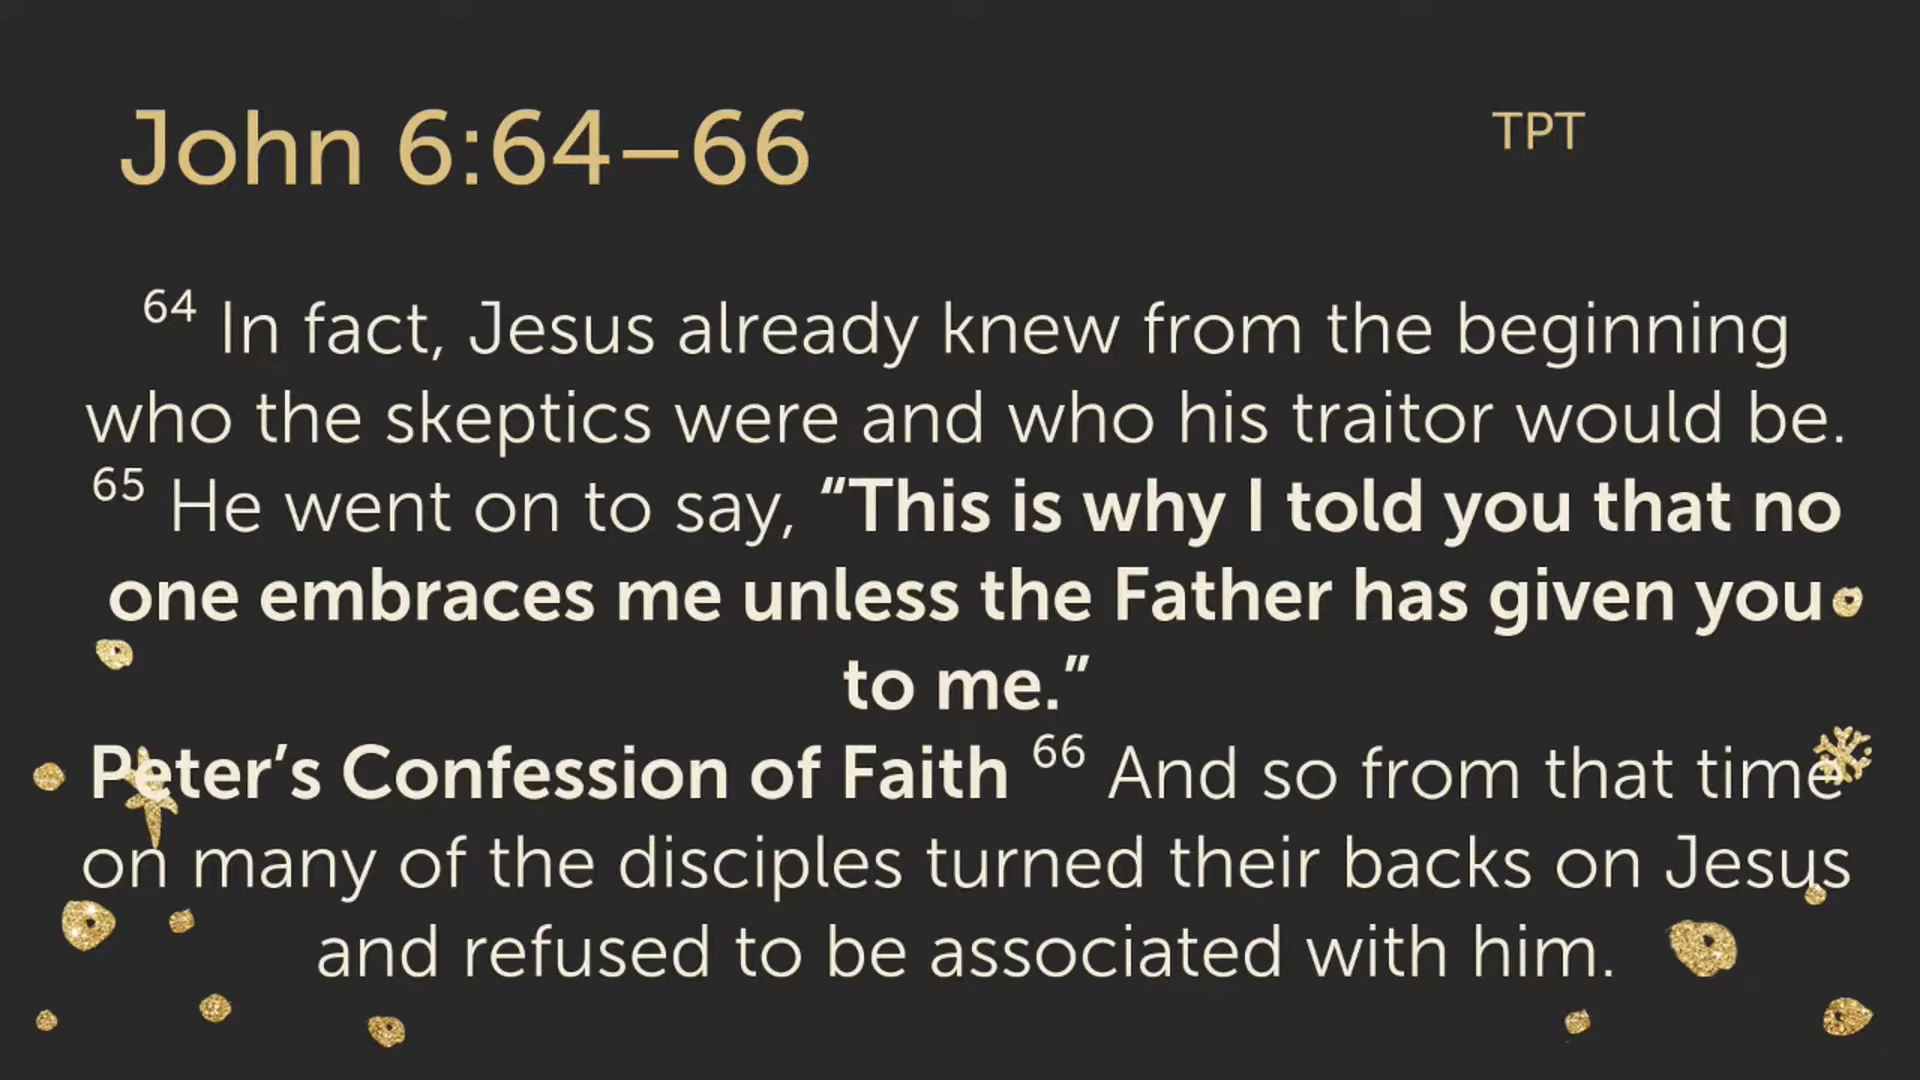 John 6:64–66
TPT
64 In fact, Jesus already knew from the beginning
who the skeptics were and who his traitor would be.
65 He went on to say, “This is why I told you that no
one embraces me unless the Father has given you
to me.”
Peter’s Confession of Faith 66 And so from that time
on many of the disciples turned their backs on Jesus
and refused to be associated with him.